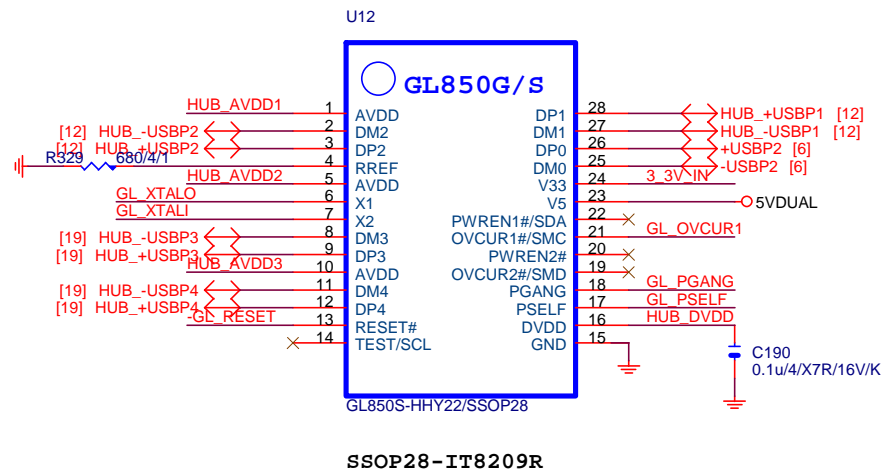 U12
GL850G/S
HUB_AVDD1 1 AVDD
[12] HUB_-USBP2 2 DM2
[12] HUB_+USBP2 3 DP2
R329 680/4/1 4 RREF
HUB_AVDD2 5 AVDD
GL_XTALO 6 X1
GL_XTALI 7 X2
[19] HUB_-USBP3 8 DM3
[19] HUB_+USBP3 9 DP3
HUB_AVDD3 10 AVDD
[19] HUB_-USBP4 11 DM4
[19] HUB_+USBP4 12 DP4
-GL_RESET 13 RESET#
14 TEST/SCL
DP1 28 HUB_+USBP1 [12]
DM1 27 HUB_-USBP1 [12]
DP0 26 +USBP2 [6]
DM0 25 -USBP2 [6]
V33 24 3_3V_IN
V5 23 5VDUAL
PWREN1#/SDA 22
OVCUR1#/SMC 21 GL_OVCUR1
PWREN2# 20
OVCUR2#/SMD 19
PGANG 18 GL_PGANG
PSELF 17 GL_PSELF
DVDD 16 HUB_DVDD
GND 15
C190
0.1u/4/X7R/16V/K
GL850S-HHY22/SSOP28
SSOP28-IT8209R